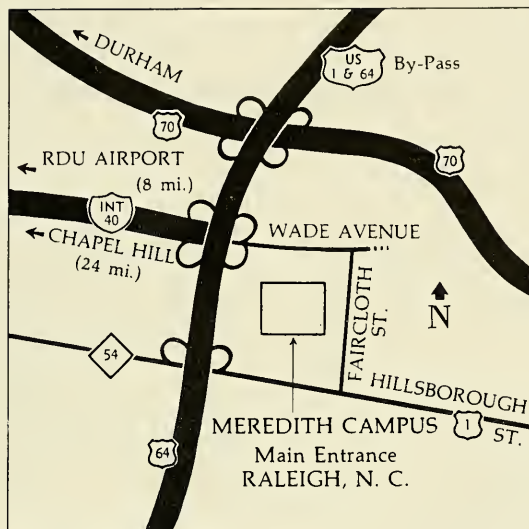 ← DURHAM
US
1 & 64
By-Pass
70
RDU AIRPORT
←
(8 mi.)
70
INT
40
← CHAPEL HILL
(24 mi.)
WADE AVENUE
FAIRCLOTH
ST.
N
54
HILLSBOROUGH
ST.
1
MEREDITH CAMPUS
Main Entrance
RALEIGH, N. C.
64